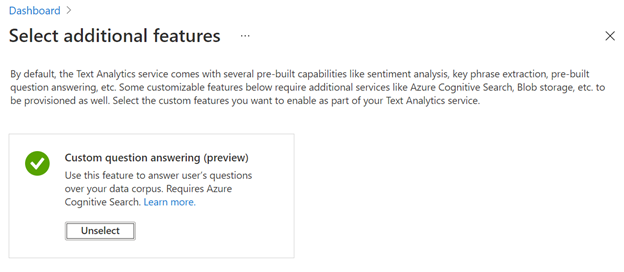 Dashboard >
Select additional features ...
By default, the Text Analytics service comes with several pre-built capabilities like sentiment analysis, key phrase extraction, pre-built
question answering, etc. Some customizable features below require additional services like Azure Cognitive Search, Blob storage, etc. to
be provisioned as well. Select the custom features you want to enable as part of your Text Analytics service.
Custom question answering (preview)
Use this feature to answer user's questions
over your data corpus. Requires Azure
Cognitive Search. Learn more.
Unselect